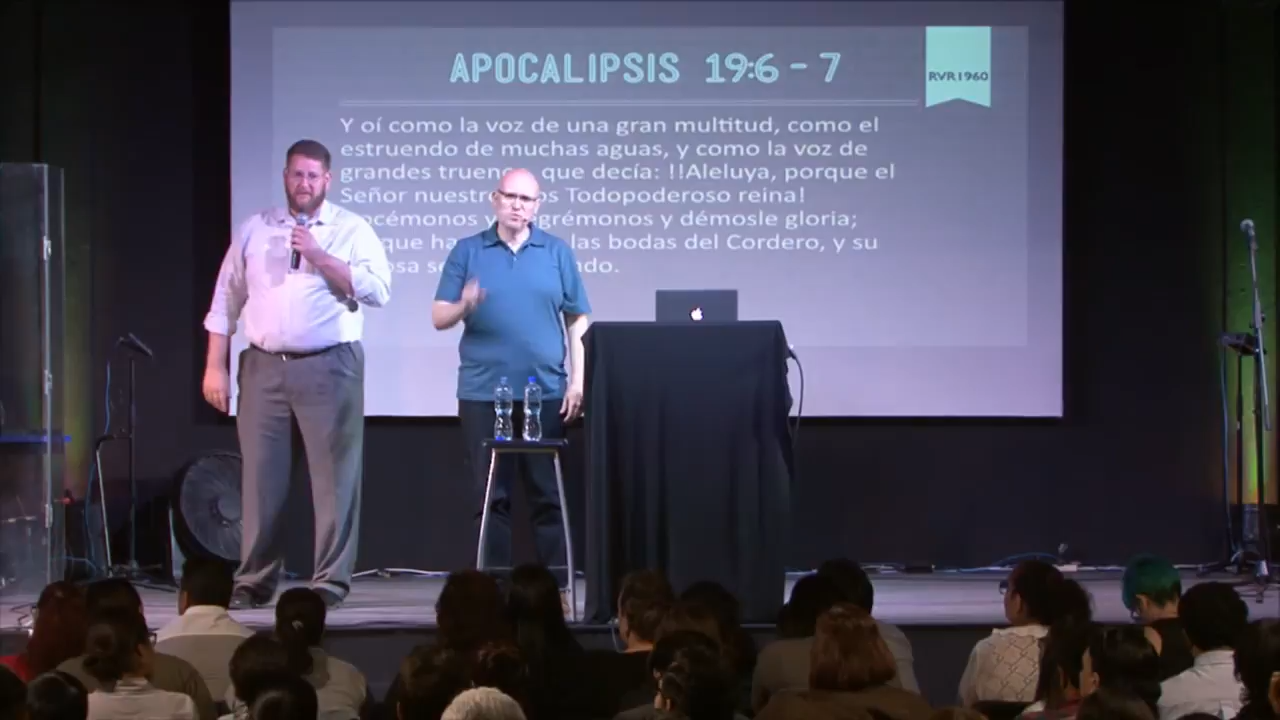 APOCALIPSIS 19:6 - 7
RVR1960
Y oí como la voz de una gran multitud, como el
estruendo de muchas aguas, y como la voz de
grandes que decía: !!Aleluya, porque el
Señor Todopoderoso reina!
y démosle gloria;
las bodas del Cordero, y su